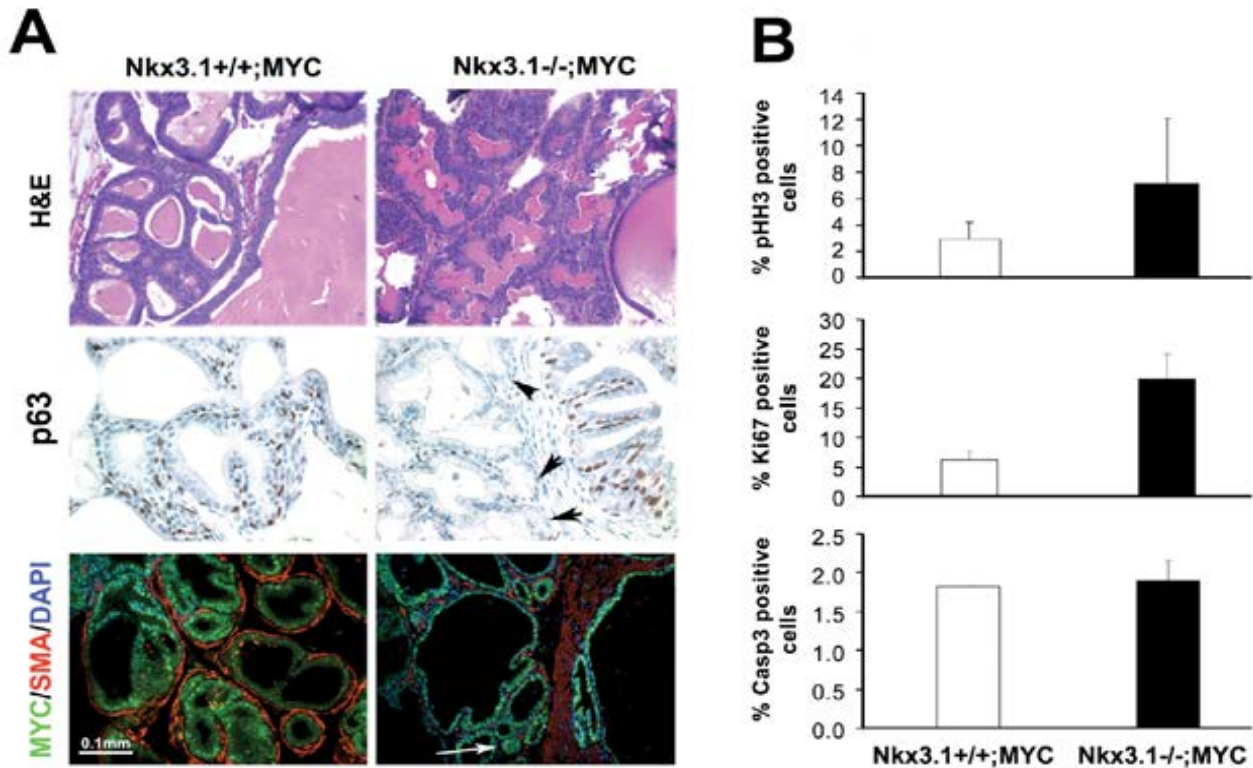 A
Nkx3.1+/+;MYC
Nkx3.1-/-;MYC
H&E
p63
MYC/SMA/DAPI
0.1mm
B
% pHH3 positive
cells
14
12
10
8
6
4
2
0
% Ki67 positive
cells
30
25
20
15
10
5
0
% Casp3 positive
cells
2.5
2.0
1.5
1.0
0.5
0.0
Nkx3.1+/+;MYC
Nkx3.1-/-;MYC